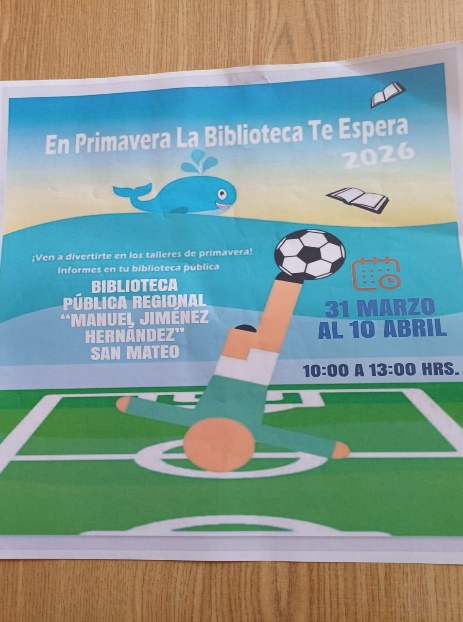 En Primavera La Biblioteca Te Espera
2026
¡Ven a divertirte en los talleres de primavera!
Informes en tu biblioteca pública
BIBLIOTECA
PÚBLICA REGIONAL
"MANUEL JIMÉNEZ
HERNÁNDEZ"
SAN MATEO
31 MARZO
AL 10 ABRIL
10:00 A 13:00 HRS.